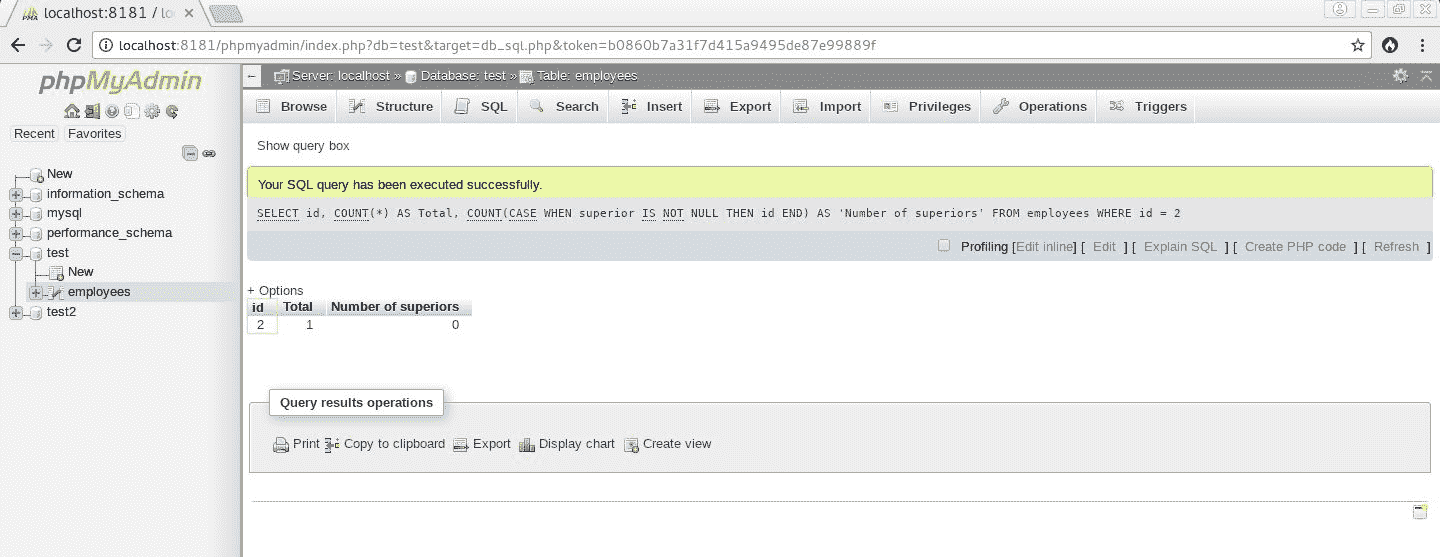 localhost:8181 / lo
localhost:8181/phpmyadmin/index.php?db=test&target=db_sql.php&token=b0860b7a31f7d415a9495de87e99889f
phpMyAdmin
Recent Favorites
New
information_schema
mysql
performance_schema
test
New
employees
test2
Server: localhost » Database: test » Table: employees
Browse Structure SQL Search Insert Export Import Privileges Operations Triggers
Show query box
Your SQL query has been executed successfully.
SELECT id, COUNT(*) AS Total, COUNT(CASE WHEN superior IS NOT NULL THEN id END) AS 'Number of superiors' FROM employees WHERE id = 2
Profiling [Edit inline] [ Edit ] [ Explain SQL ] [ Create PHP code ] [ Refresh ]
+ Options
id Total Number of superiors
2 1 0
Query results operations
Print Copy to clipboard Export Display chart Create view